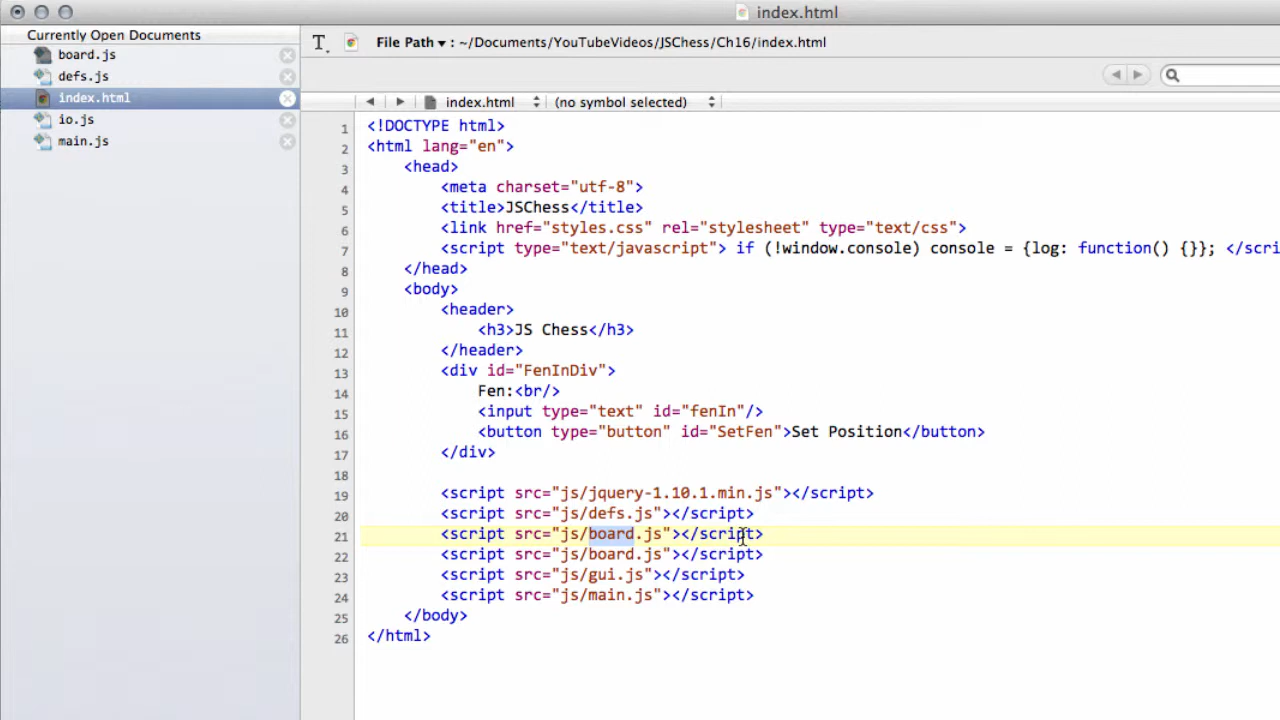 index.html
Currently Open Documents
board.js
defs.js
index.html
io.js
main.js
T. File Path : ~/Documents/YouTubeVideos/JSChess/Ch16/index.html
index.html (no symbol selected)
1 <!DOCTYPE html>
2 <html lang="en">
3 <head>
4 <meta charset="utf-8">
5 <title>JSChess</title>
6 <link href="styles.css" rel="stylesheet" type="text/css">
7 <script type="text/javascript"> if (!window.console) console = {log: function() {}}; </scri
8 </head>
9 <body>
10 <header>
11 <h3>JS Chess</h3>
12 </header>
13 <div id="FenInDiv">
14 Fen:<br/>
15 <input type="text" id="fenIn"/>
16 <button type="button" id="SetFen">Set Position</button>
17 </div>
18
19 <script src="js/jquery-1.10.1.min.js"></script>
20 <script src="js/defs.js"></script>
21 <script src="js/board.js"></script>
22 <script src="js/board.js"></script>
23 <script src="js/gui.js"></script>
24 <script src="js/main.js"></script>
25 </body>
26 </html>